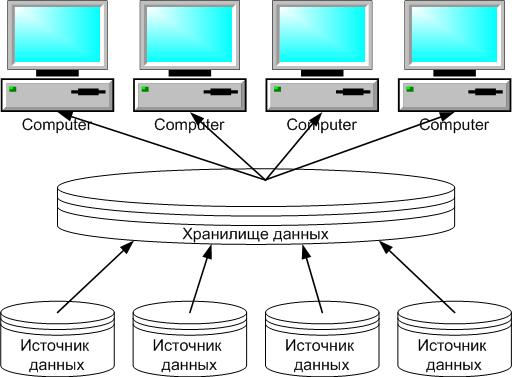 Computer
Computer
Computer
Computer
Хранилище данных
Источник
данных
Источник
данных
Источник
данных
Источник
данных